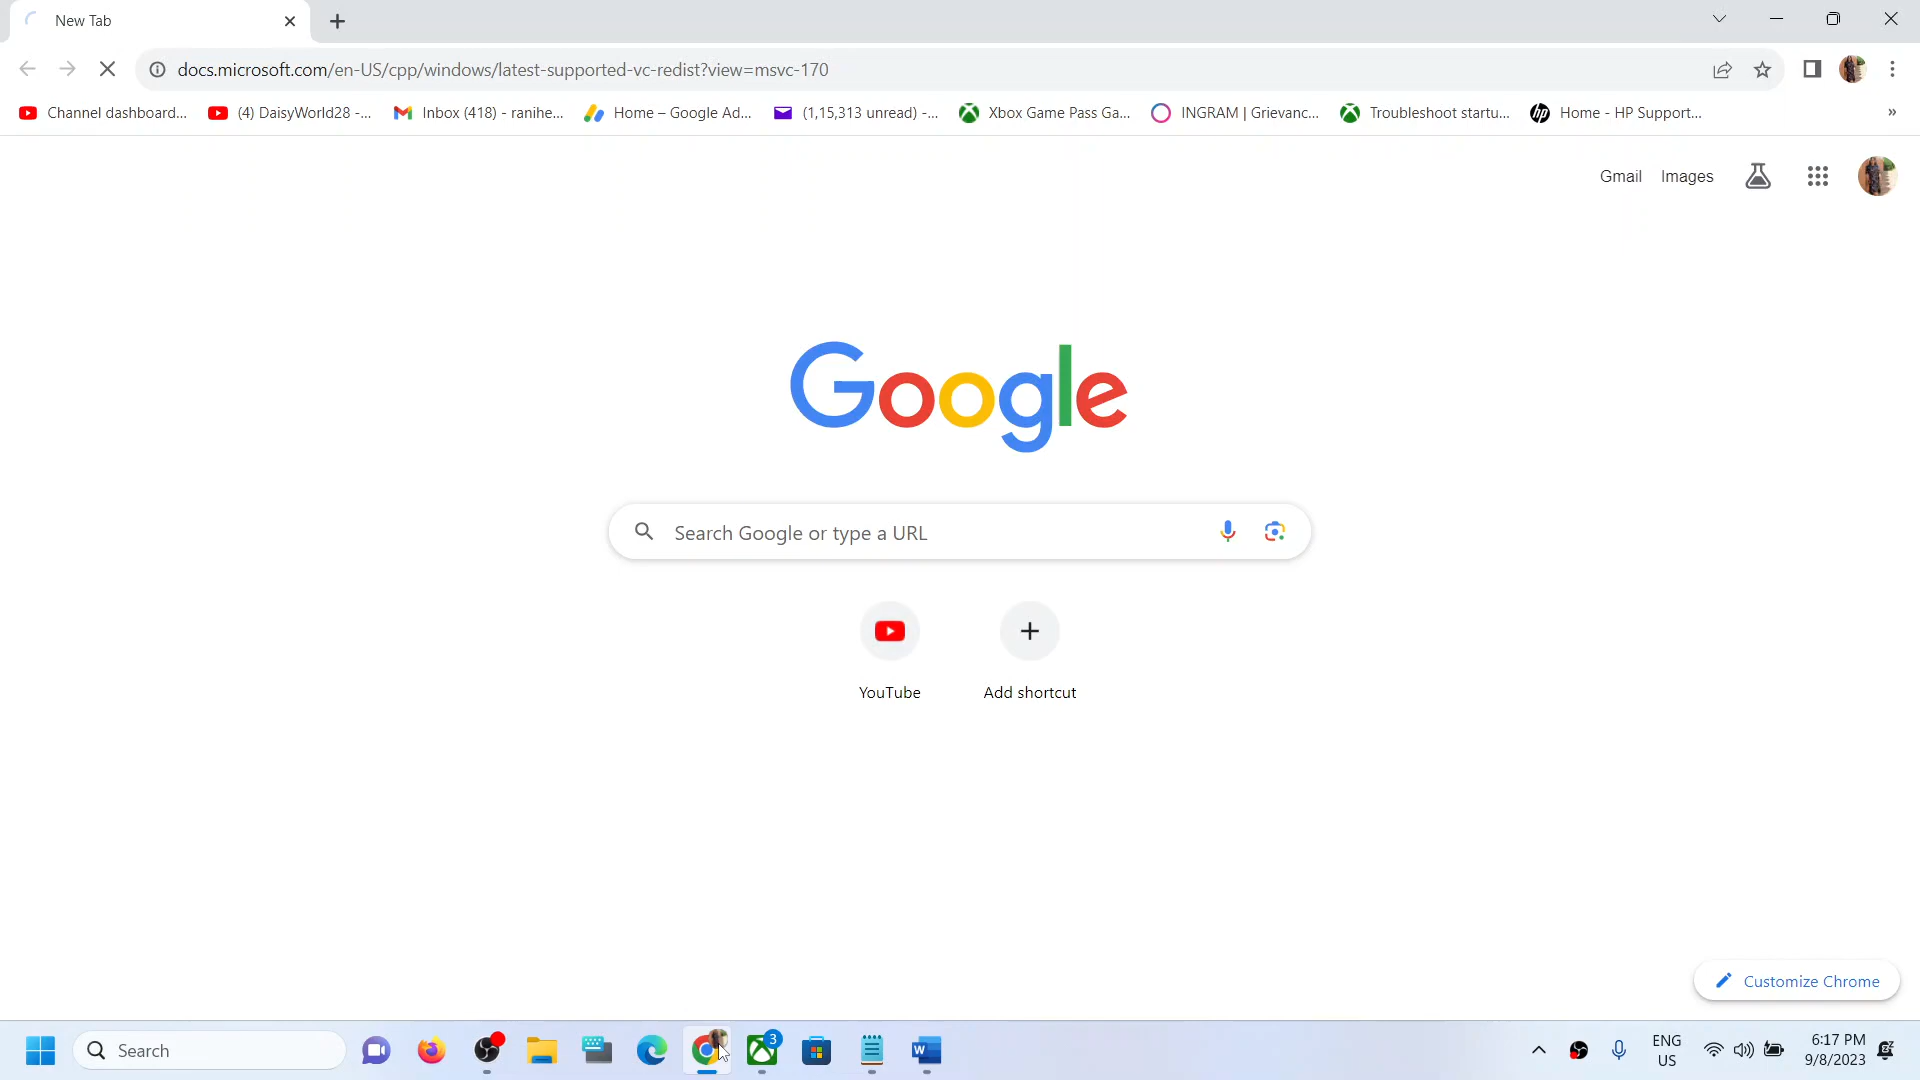 New Tab
docs.microsoft.com/en-US/cpp/windows/latest-supported-vc-redist?view=msvc-170
Channel dashboard... (4) DaisyWorld28 -... Inbox (418) - ranihe... Home – Google Ad... (1,15,313 unread) -... Xbox Game Pass Ga... INGRAM | Grievanc... Troubleshoot startu... hp Home - HP Support... »
Gmail Images
Google
Search Google or type a URL
YouTube Add shortcut
Customize Chrome
Search 3 W ENG 6:17 PM
US 9/8/2023